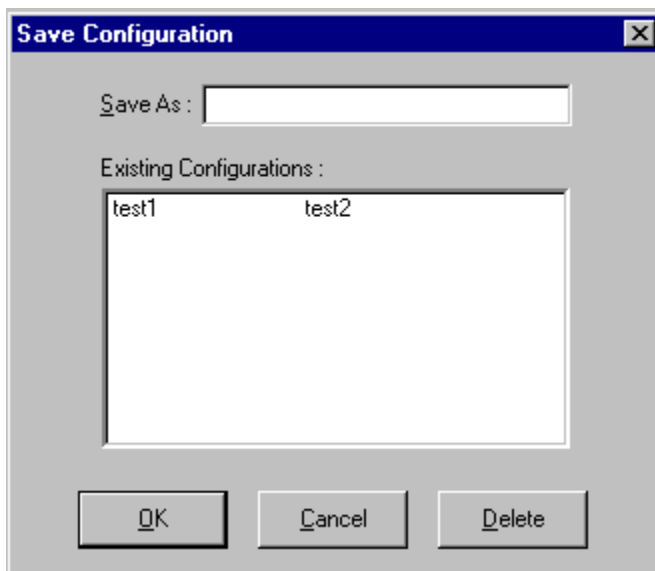 Save Configuration
Save As :
Existing Configurations :
test1 test2
OK Cancel Delete